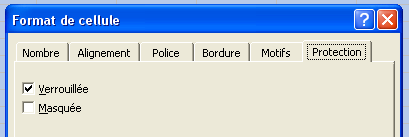 Format de cellule
Nombre Alignement Police Bordure Motifs Protection
Verrouillée
Masquée